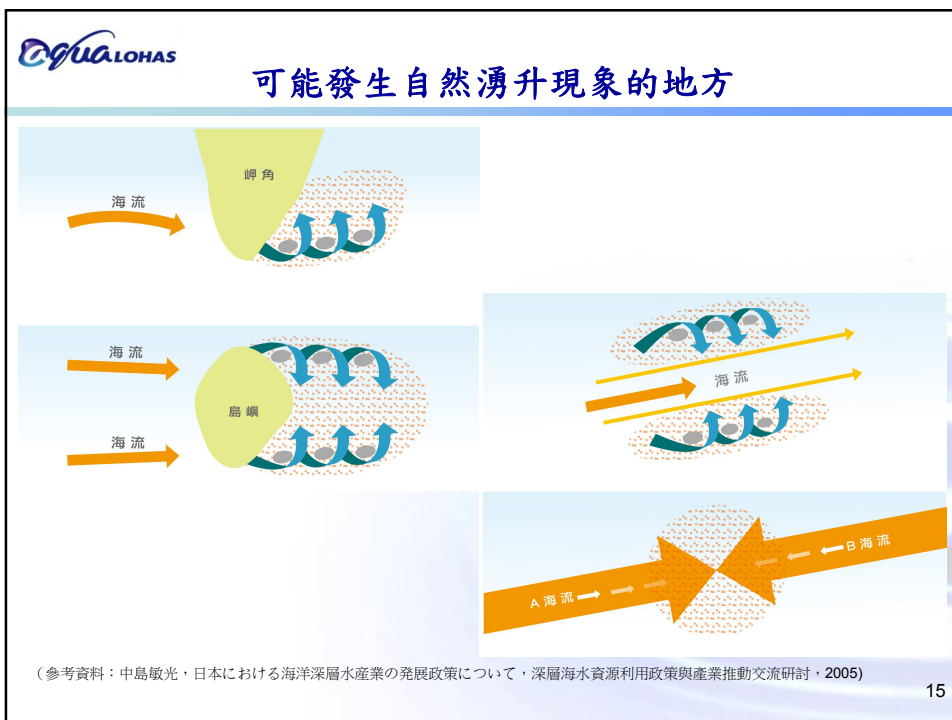 aquaLOHAS
可能發生自然湧升現象的地方
岬角
海流
海流
島嶼
海流
海流
A海流
B海流
(參考資料：中島敏光，日本における海洋深層水産業の発展政策について，深層海水資源利用政策與產業推動交流研討，2005)
15